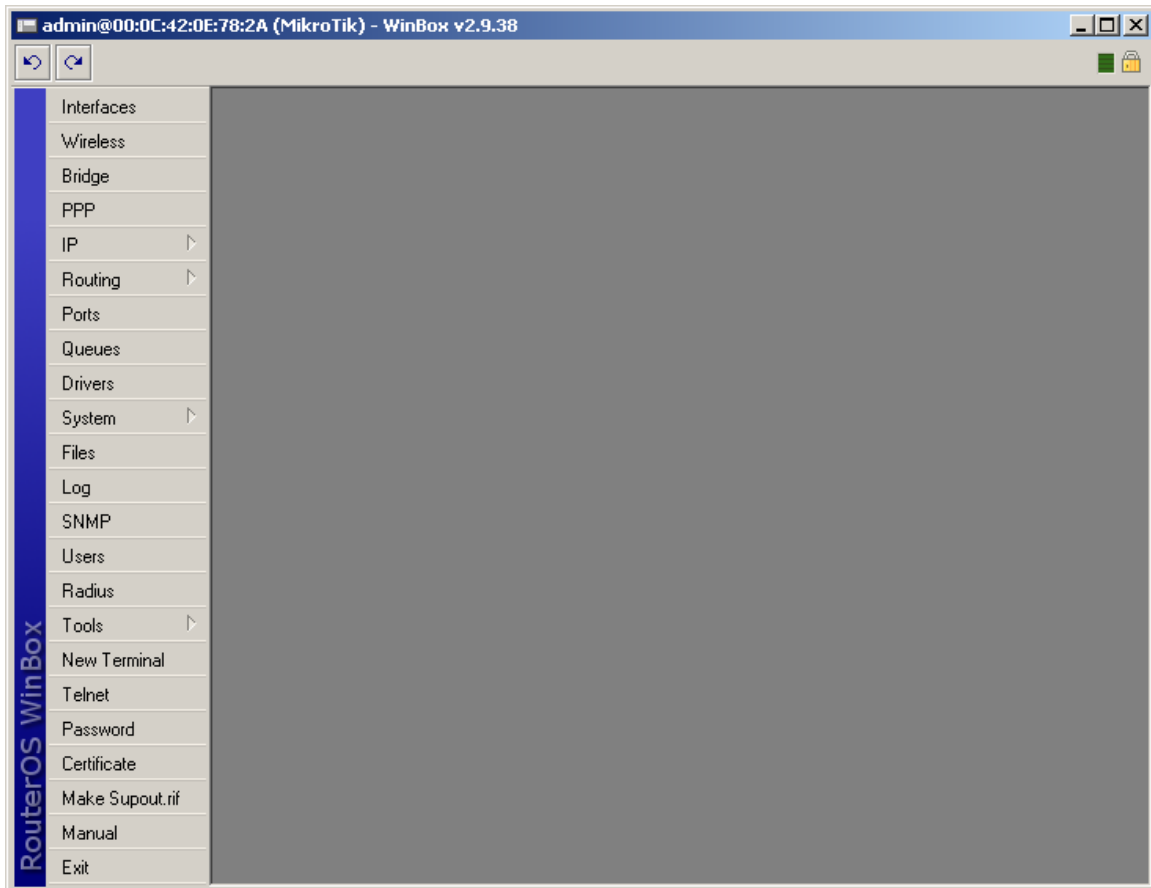 admin@00:0C:42:0E:78:2A (MikroTik) - WinBox v2.9.38
Interfaces
Wireless
Bridge
PPP
IP
Routing
Ports
Queues
Drivers
System
Files
Log
SNMP
Users
Radius
Tools
New Terminal
Telnet
Password
Certificate
Make Supout.rif
Manual
Exit
RouterOS WinBox